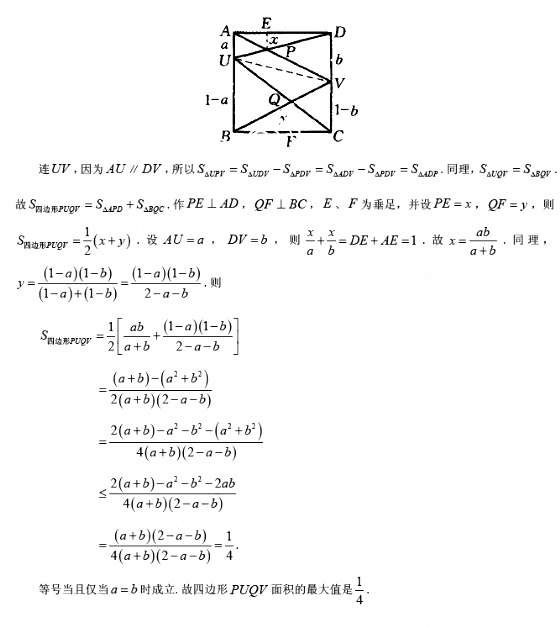 A E D
a x P b
U
V
1-a Q 1-b
y
B F C
连UV,因为AU∥DV,所以S△UPV=S△UDV−S△PDV=S△ADV−S△PDV=S△ADP.同理,S△UQV=S△BQV.
故S四边形PUQV=S△APD+S△BQC.作PE⊥AD, QF⊥BC, E、F为垂足,并设PE=x, QF=y,则
S四边形PUQV=1/2(x+y).设AU=a, DV=b,则x/a+x/b=DE+AE=1.故x=ab/(a+b).同理,
y=(1-a)(1-b)/((1-a)+(1-b))=(1-a)(1-b)/(2-a-b).则
S四边形PUQV=1/2[ab/(a+b)+(1-a)(1-b)/(2-a-b)]
=((a+b)-(a²+b²))/(2(a+b)(2-a-b))
=(2(a+b)-a²-b²-(a²+b²))/(4(a+b)(2-a-b))
≤(2(a+b)-a²-b²-2ab)/(4(a+b)(2-a-b))
=(a+b)(2-a-b)/(4(a+b)(2-a-b))=1/4.
等号当且仅当a=b时成立.故四边形PUQV面积的最大值是1/4.